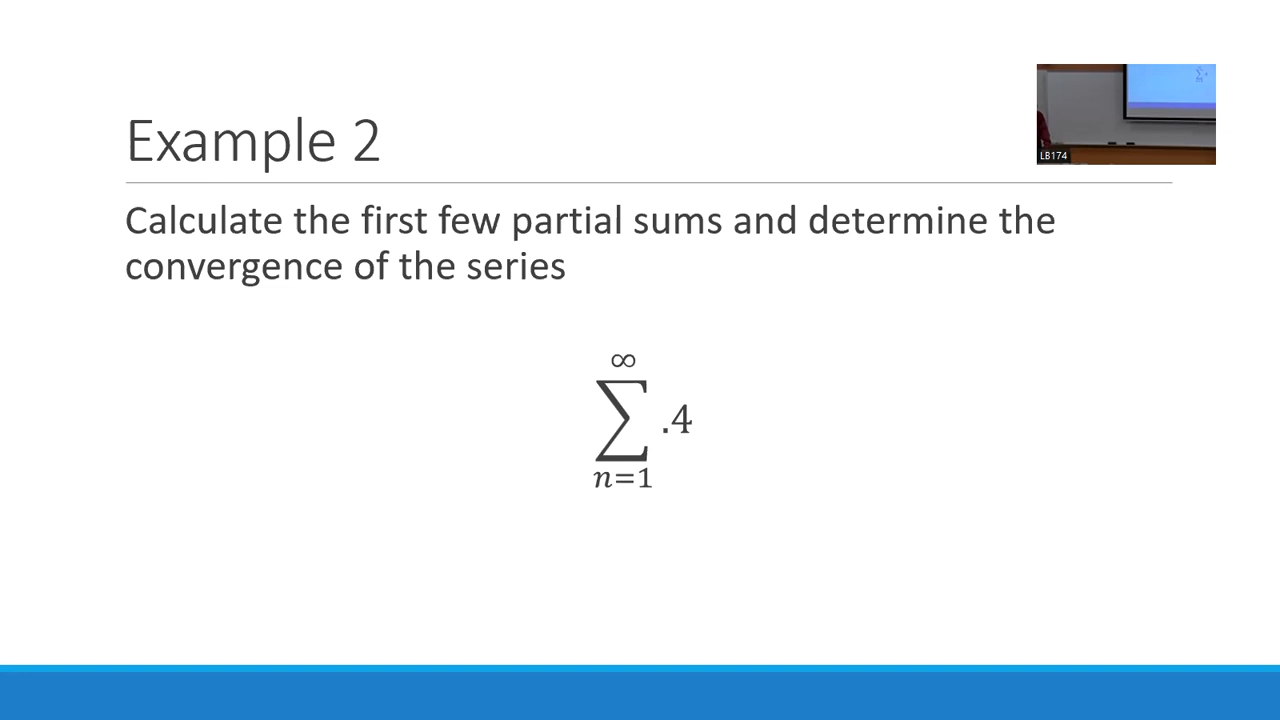 Example 2
LB174
Calculate the first few partial sums and determine the
convergence of the series
∞
∑ .4
n=1